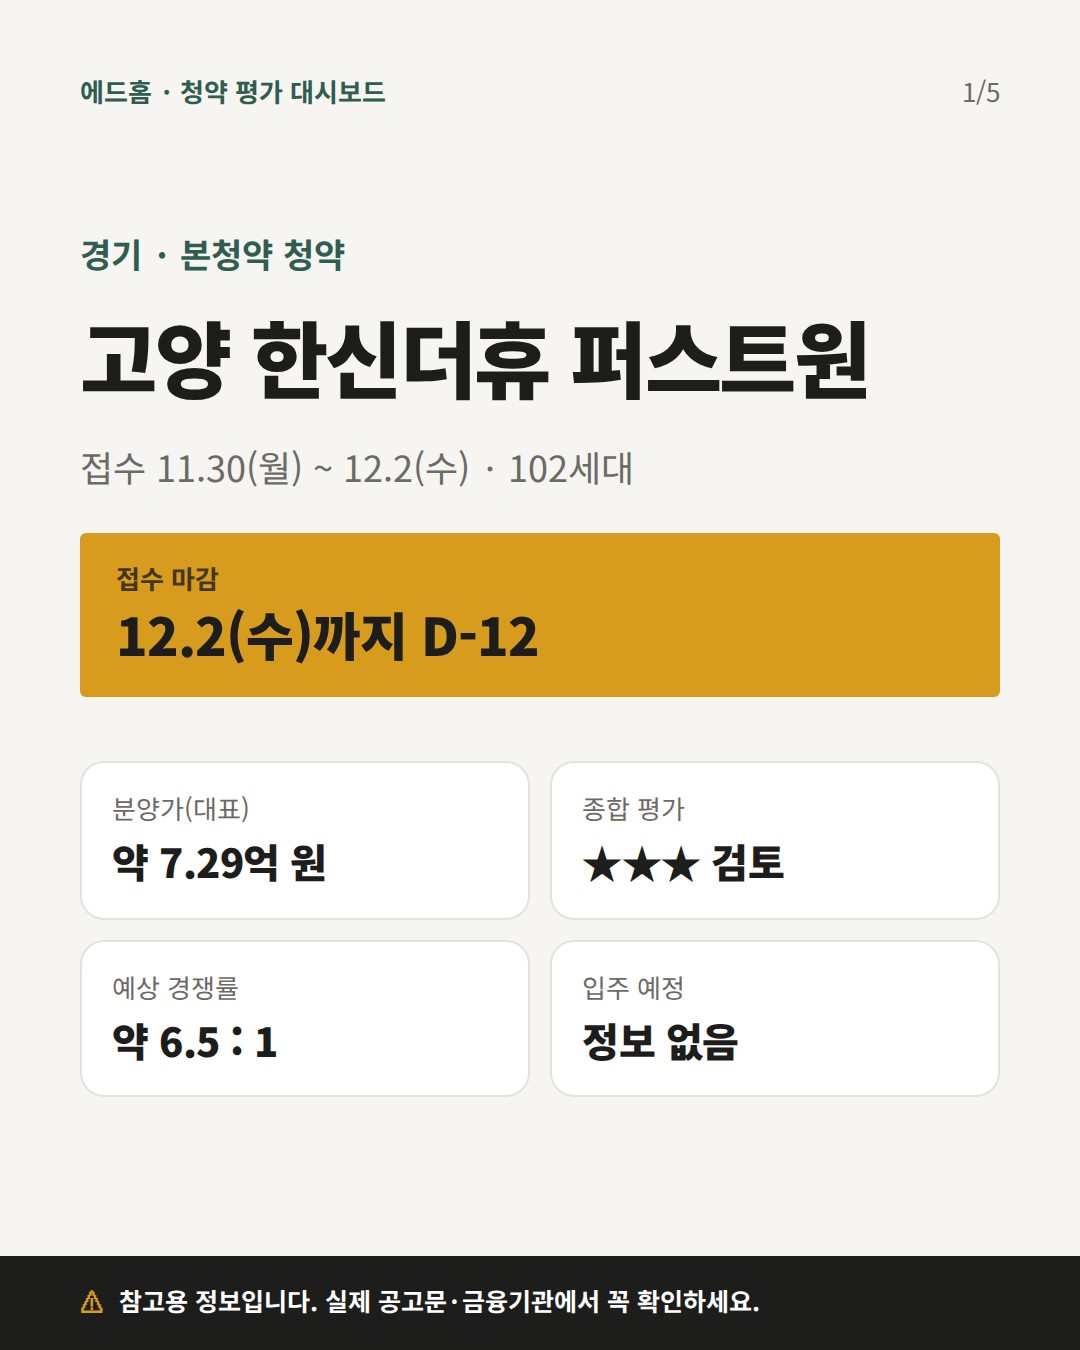 에드홈 · 청약 평가 대시보드
1/5
경기 · 본청약 청약
고양 한신더휴 퍼스트원
접수 11.30(월) ~ 12.2(수) · 102세대
접수 마감
12.2(수)까지 D-12
분양가(대표)
약 7.29억 원
종합 평가
★★★ 검토
예상 경쟁률
약 6.5 : 1
입주 예정
정보 없음
⚠ 참고용 정보입니다. 실제 공고문·금융기관에서 꼭 확인하세요.